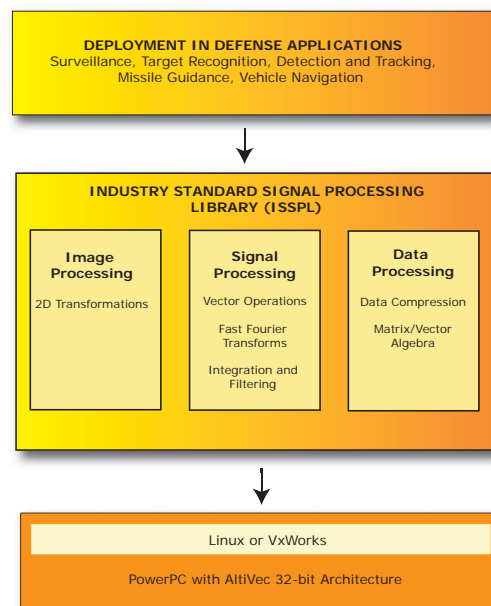 DEPLOYMENT IN DEFENSE APPLICATIONS
Surveillance, Target Recognition, Detection and Tracking,
Missile Guidance, Vehicle Navigation
INDUSTRY STANDARD SIGNAL PROCESSING
LIBRARY (ISSPL)
Image
Processing
2D Transformations
Signal
Processing
Vector Operations
Fast Fourier
Transforms
Integration and
Filtering
Data
Processing
Data Compression
Matrix/Vector
Algebra
Linux or VxWorks
PowerPC with AltiVec 32-bit Architecture